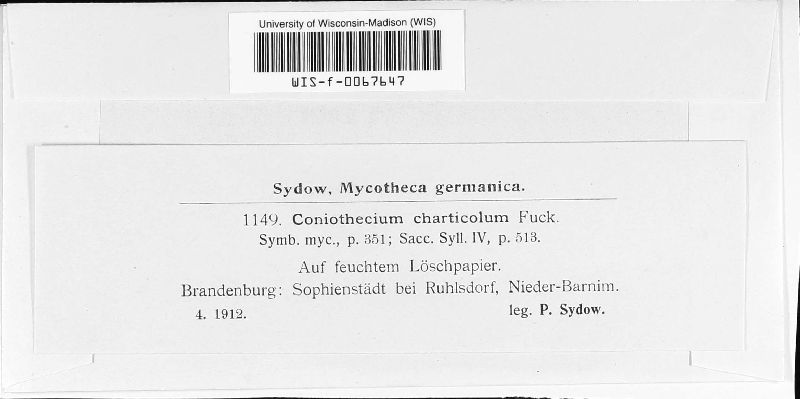 University of Wisconsin-Madison (WIS)
WIS-f-0067647
Sydow, Mycotheca germanica.
1149. Coniothecium charticolum Fuck.
Symb. myc., p. 351; Sacc. Syll. IV, p. 513.
Auf feuchtem Löschpapier.
Brandenburg: Sophienstädt bei Ruhlsdorf, Nieder-Barnim.
4. 1912. leg. P. Sydow.